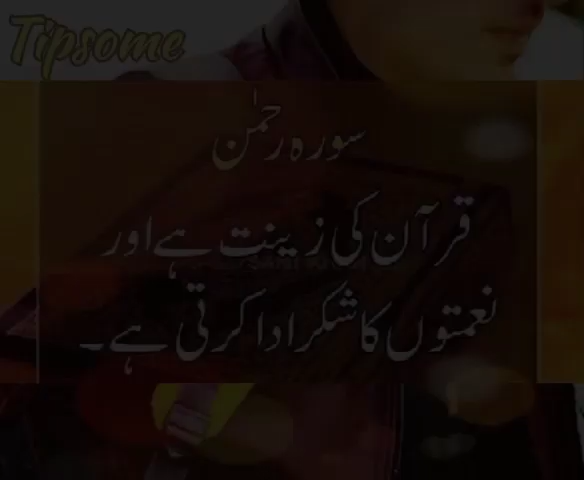 Tipsome
سورہ رحمٰن
قرآن کی زینت ہے اور
نعمتوں کا شکر ادا کرتی ہے۔